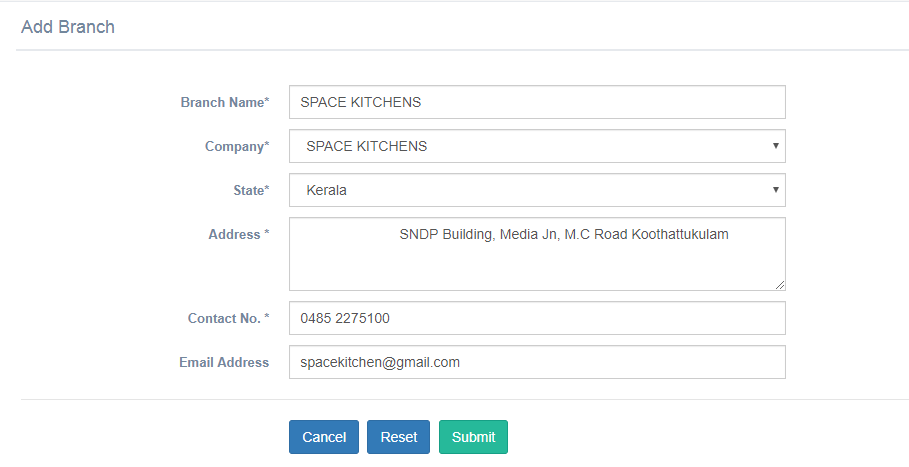 Add Branch
Branch Name* SPACE KITCHENS
Company* SPACE KITCHENS
State* Kerala
Address * SNDP Building, Media Jn, M.C Road Koothattukulam
Contact No. * 0485 2275100
Email Address spacekitchen@gmail.com
Cancel Reset Submit